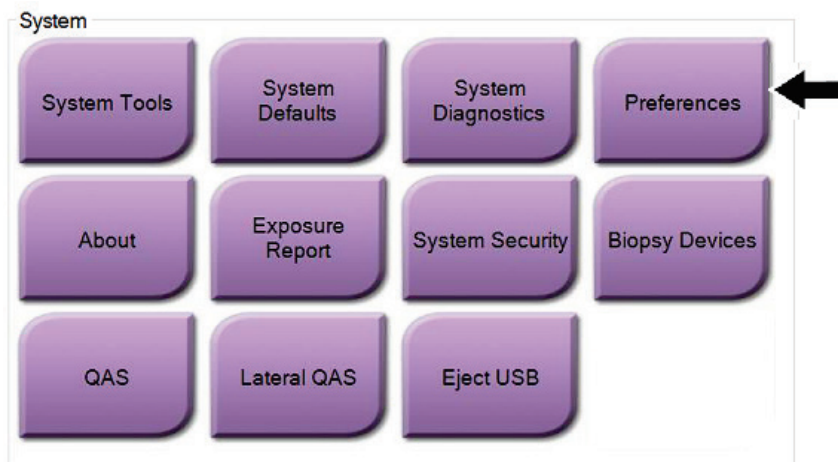 System
System Tools
System
Defaults
System
Diagnostics
Preferences
About
Exposure
Report
System Security
Biopsy Devices
QAS
Lateral QAS
Eject USB